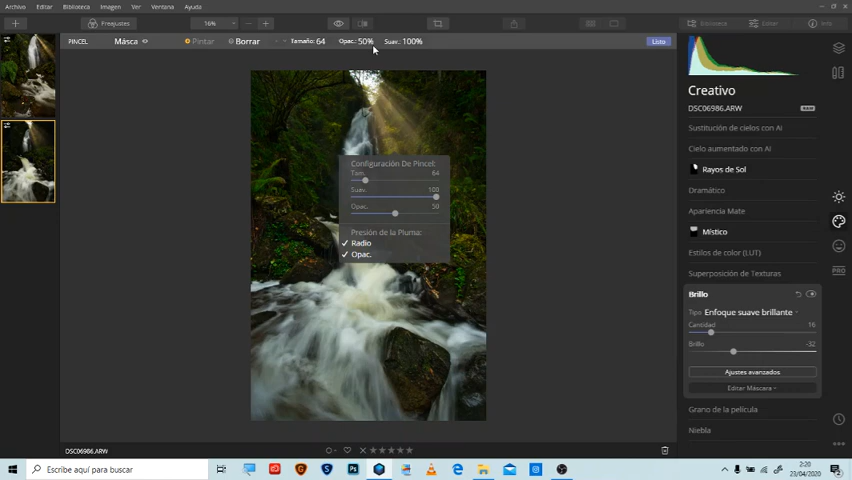 Archivo Editar Biblioteca Imagen Ver Ventana Ayuda
Preajustes 16% Biblioteca Editar Info
PINCEL Másca Pintar Borrar Tamaño: 64 Opac.: 50% Suav.: 100% Listo
Creativo
DSC06986.ARW RAW
Sustitución de cielos con AI
Cielo aumentado con AI
Rayos de Sol
Dramático
Apariencia Mate
Místico
Estilos de color (LUT)
Superposición de Texturas
Brillo
Tipo Enfoque suave brillante
Cantidad 16
Brillo -32
Ajustes avanzados
Editar Máscara
Grano de la película
Niebla
PRO
Configuración De Pincel:
Tam. 64
Suav. 100
Opac. 50
Presión de la Pluma:
Radio
Opac.
DSC06986.ARW
Escribe aquí para buscar
2:20
23/04/2020